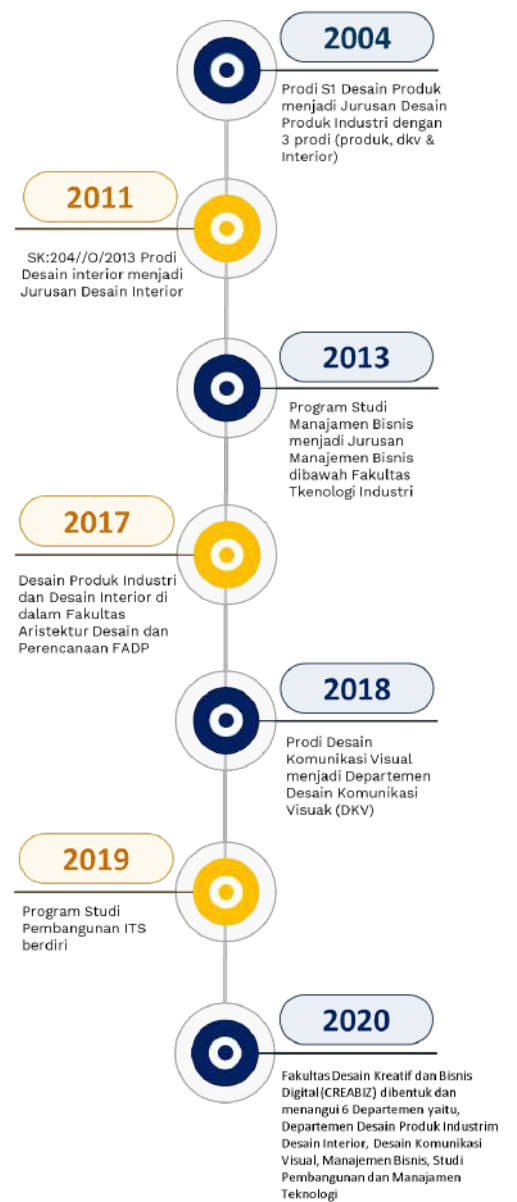 2004
Prodi S1 Desain Produk
menjadi Jurusan Desain
Produk Industri dengan
3 prodi (produk, dkv &
Interior)
2011
SK:204//O/2013 Prodi
Desain interior menjadi
Jurusan Desain Interior
2013
Program Studi
Manajaman Bisnis
menjadi Jurusan
Manajemen Bisnis
dibawah Fakultas
Tkenologi Industri
2017
Desain Produk Industri
dan Desain Interior di
dalam Fakultas
Aristektur Desain dan
Perencanaan FADP
2018
Prodi Desain
Komunikasi Visual
menjadi Departemen
Desain Komunikasi
Visuak (DKV)
2019
Program Studi
Pembangunan ITS
berdiri
2020
Fakultas Desain Kreatif dan Bisnis
Digital(CREABIZ) dibentuk dan
menangui 6 Departemen yaitu,
Departemen Desain Produk Industrim
Desain Interior, Desain Komunikasi
Visual, Manajemen Bisnis, Studi
Pembangunan dan Manajaman
Teknologi